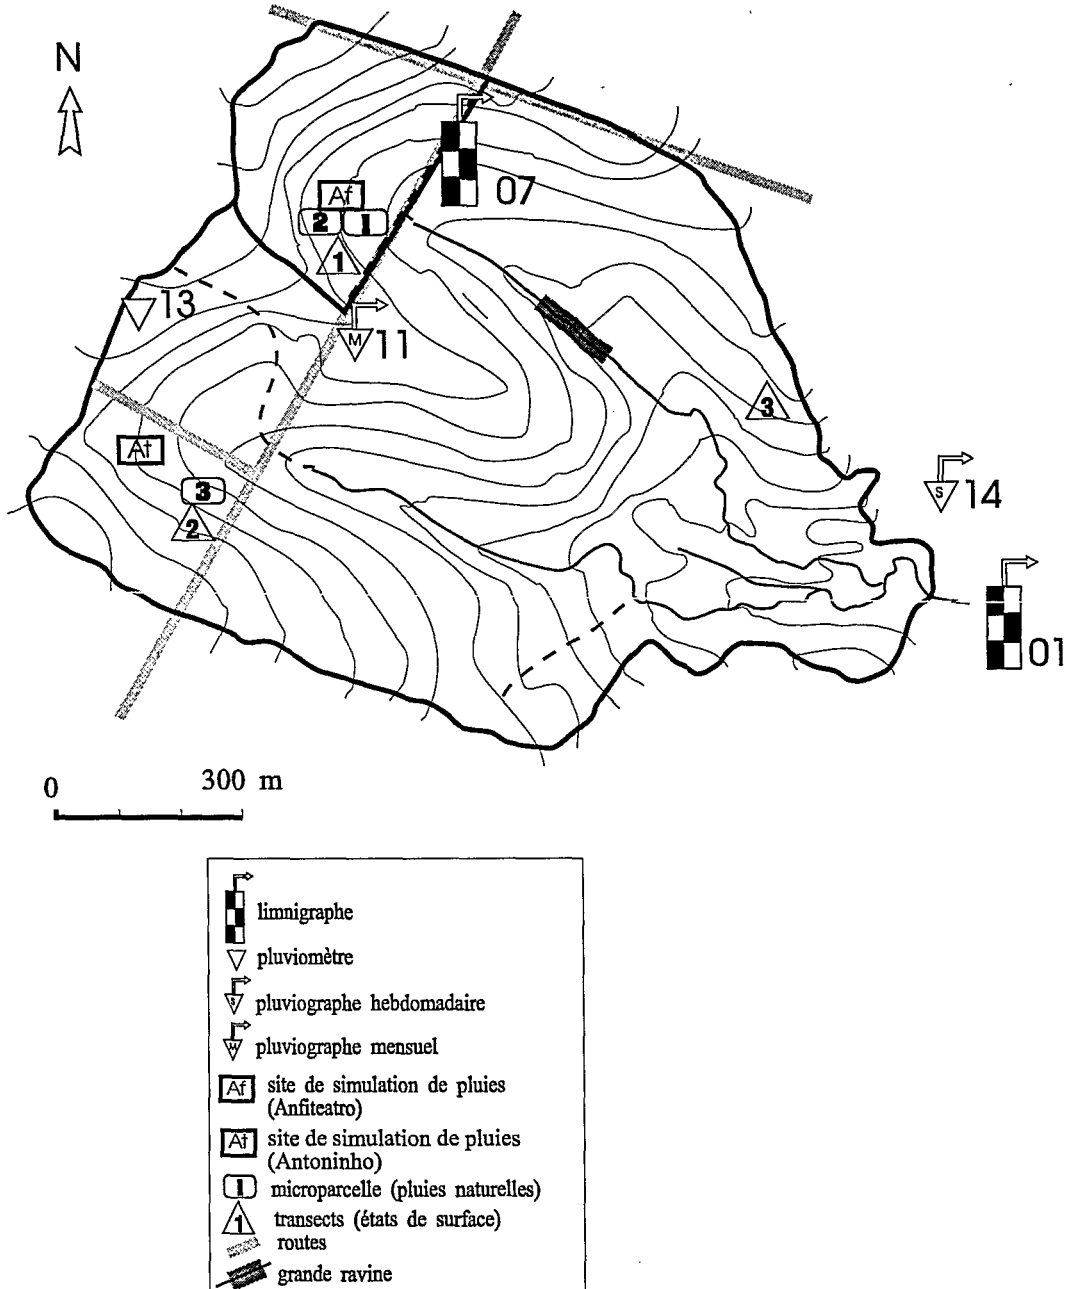 N
07
Af
2 1
1
13
M 11
3
At
3
2
S 14
01
0 300 m
limnigraphe
pluviomètre
S pluviographe hebdomadaire
M pluviographe mensuel
Af site de simulation de pluies
(Anfiteatro)
At site de simulation de pluies
(Antoninho)
1 microparcelle (pluies naturelles)
1 transects (états de surface)
routes
grande ravine